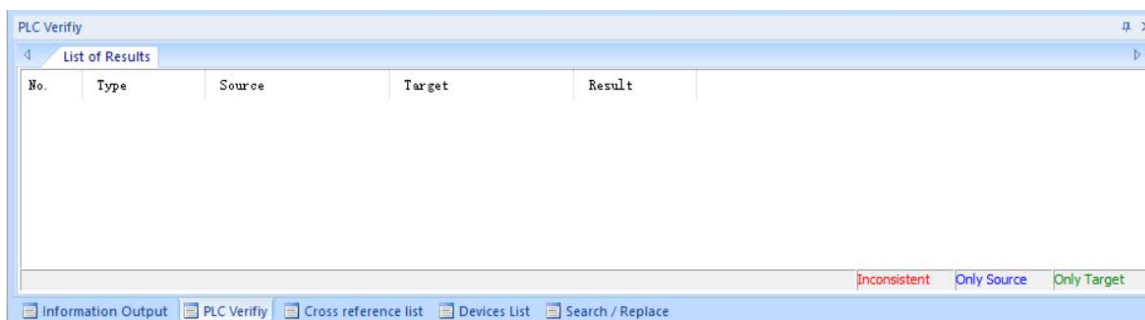 PLC Verifiy
List of Results
No. Type Source Target Result
Inconsistent Only Source Only Target
Information Output PLC Verifiy Cross reference list Devices List Search / Replace